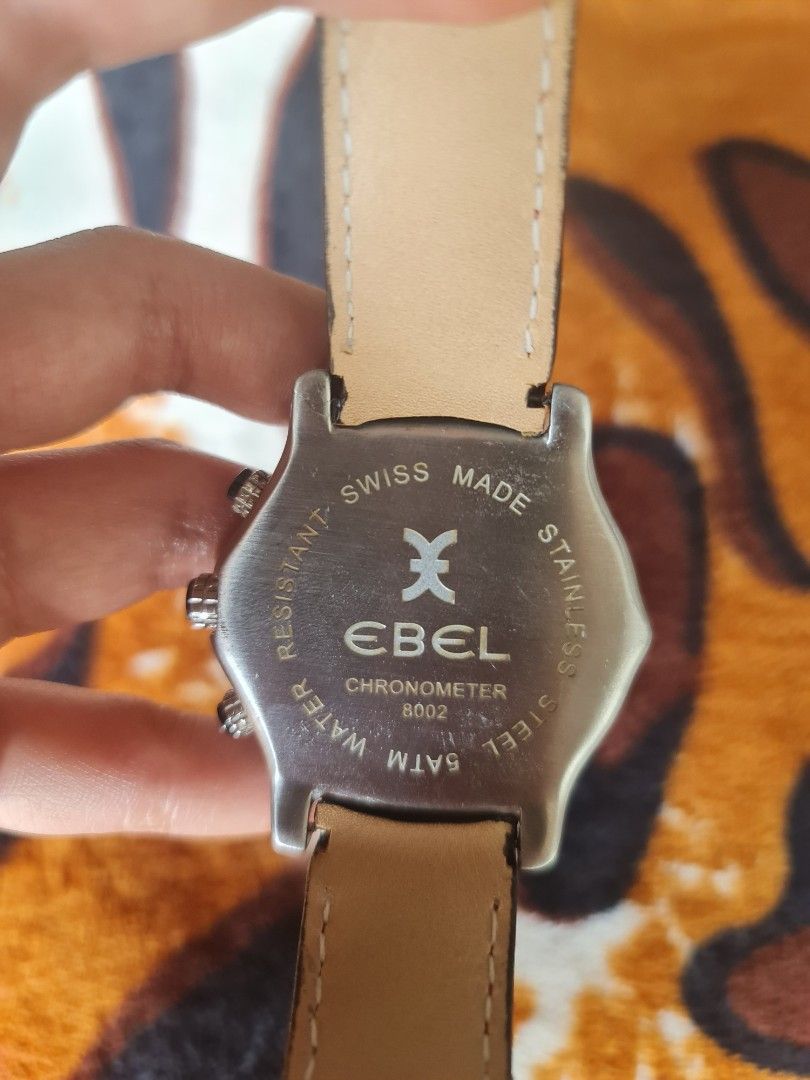 SWISS MADE STAINLESS STEEL 5ATM WATER RESISTANT
EBEL
CHRONOMETER
8002